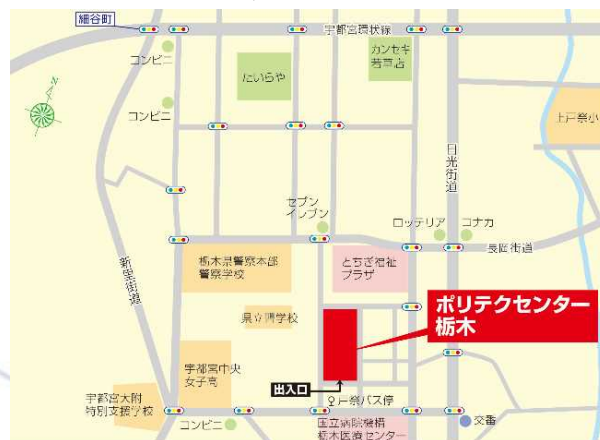 細谷町
宇都宮環状線
コンビニ
カンセキ
若草店
たいらや
コンビニ
上戸祭小
日光街道
セブン
イレブン
ロッテリア
コナカ
長岡街道
新里街道
栃木県警察本部
警察学校
とちぎ福祉
プラザ
ポリテクセンター
栃木
県立聾学校
宇都宮中央
女子高
出入口
戸祭バス停
宇都宮大附
特別支援学校
コンビニ
国立病院機構
栃木医療センター
交番
N